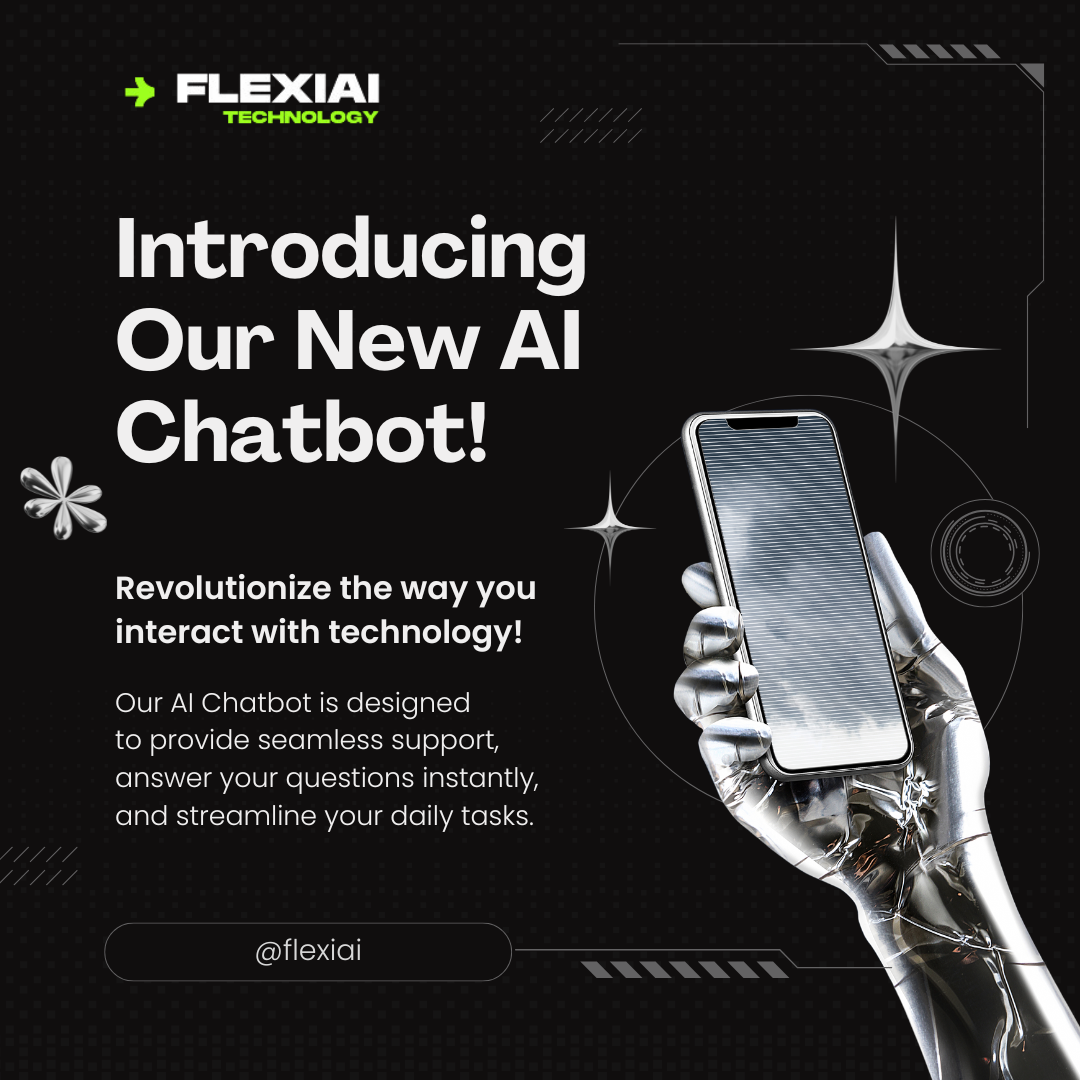 FLEXIAI
TECHNOLOGY
Introducing
Our New AI
Chatbot!
Revolutionize the way you
interact with technology!
Our AI Chatbot is designed
to provide seamless support,
answer your questions instantly,
and streamline your daily tasks.
@flexiai